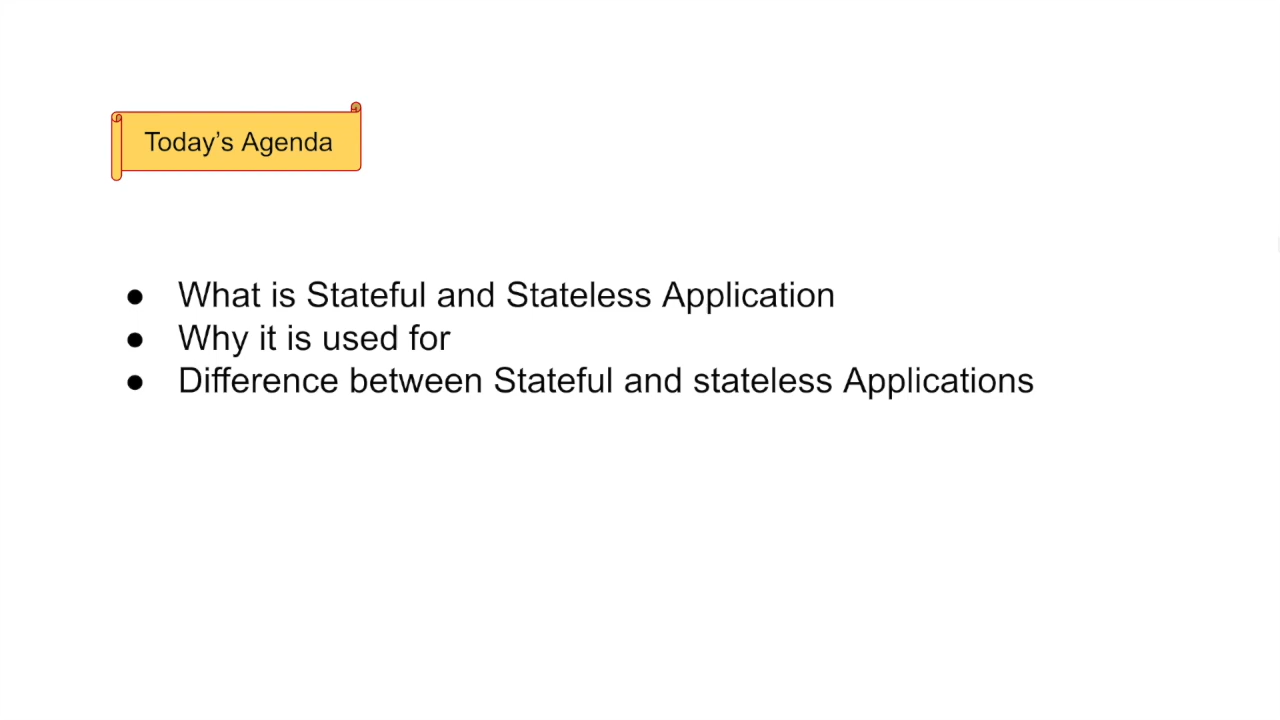 Today’s Agenda
● What is Stateful and Stateless Application
● Why it is used for
● Difference between Stateful and stateless Applications